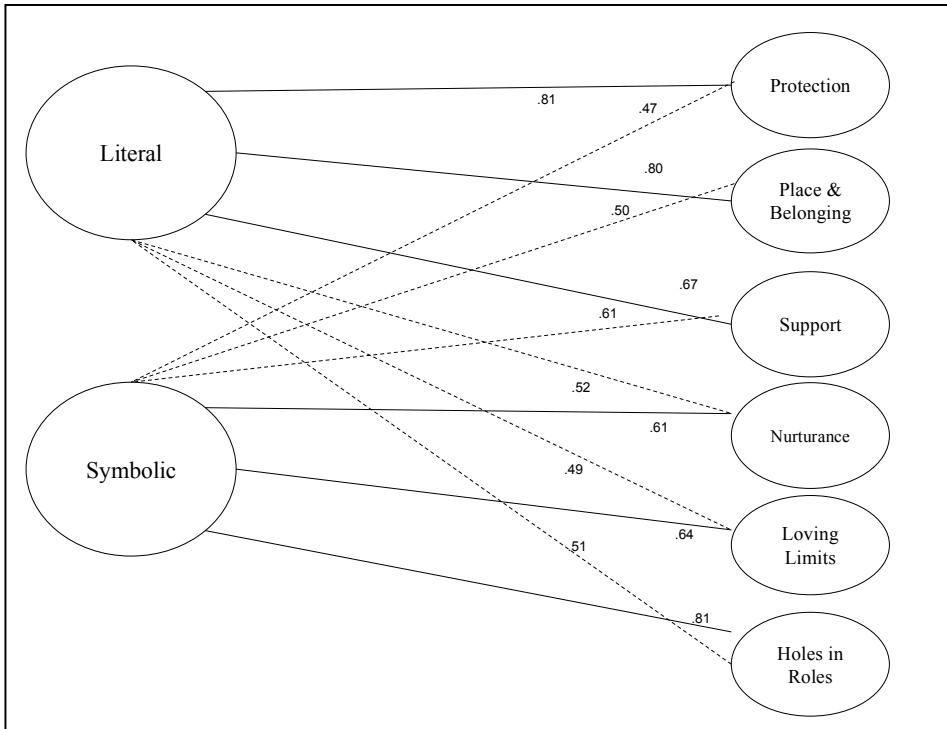 Literal
Symbolic
.81
.47
.80
.50
.67
.61
.52
.61
.49
.64
.51
.81
Protection
Place &
Belonging
Support
Nurturance
Loving
Limits
Holes in
Roles